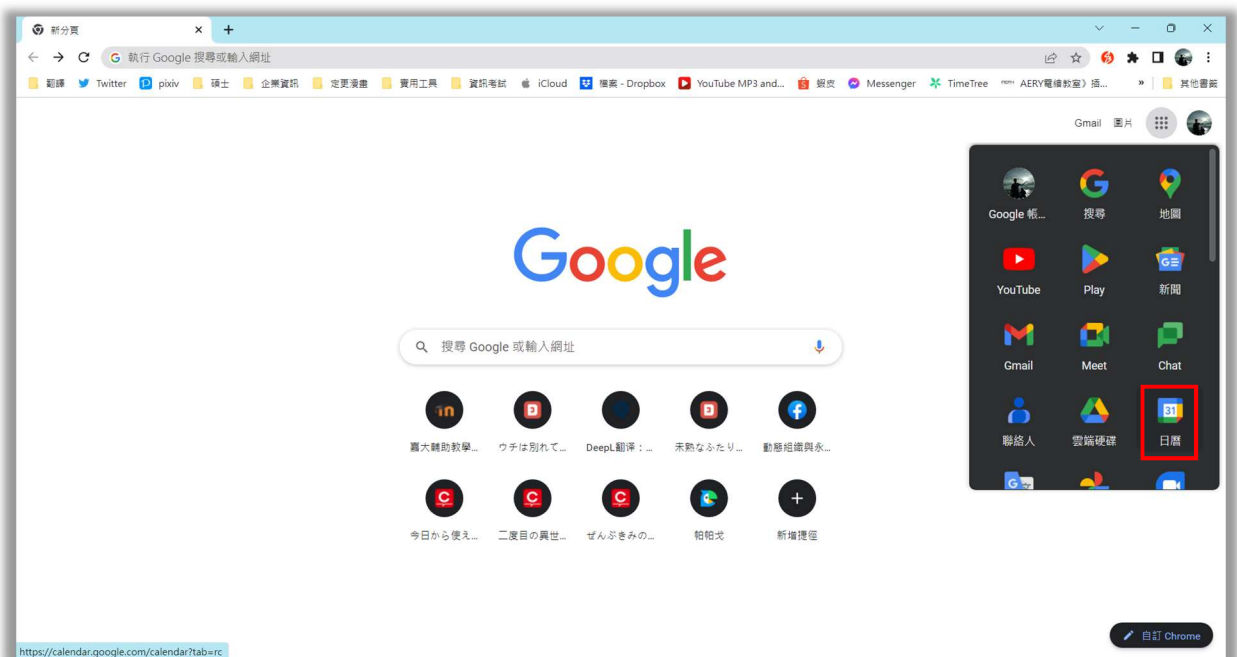 新分頁
執行 Google 搜尋或輸入網址
翻譯 Twitter pixiv 碩士 企業資訊 定更漫畫 實用工具 資訊考試 iCloud 檔案 - Dropbox YouTube MP3 and... 蝦皮 Messenger TimeTree AERY電繪教室》插... » 其他書籤
Gmail 圖片
Google 帳... 搜尋 地圖
YouTube Play 新聞
Gmail Meet Chat
聯絡人 雲端硬碟 31 日曆
Google
搜尋 Google 或輸入網址
嘉大輔助教學... ウチは別れて... DeepL翻译：... 未熟なふたり... 動態組織與永...
今日から使え... 二度目の異世... ぜんぶきみの... 帕帕戈 新增捷徑
自訂 Chrome
https://calendar.google.com/calendar?tab=rc